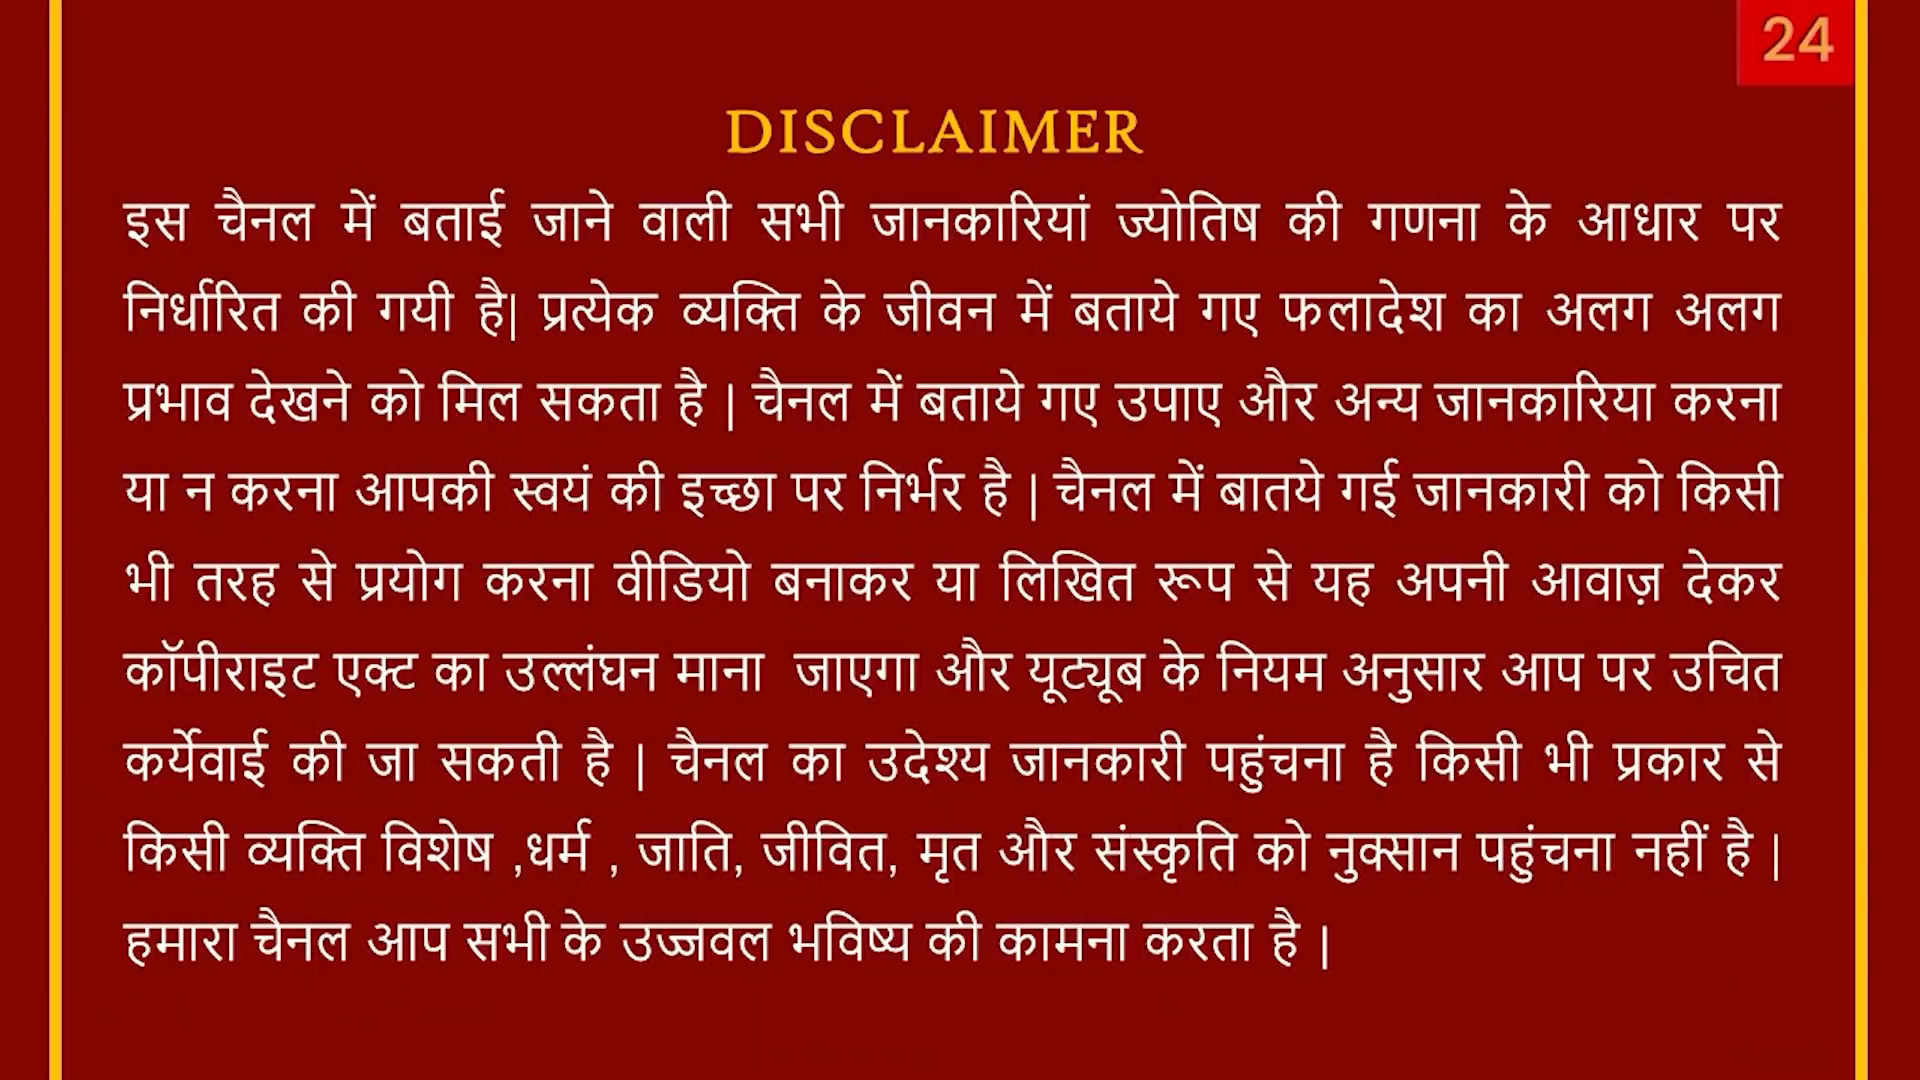 24
DISCLAIMER
इस चैनल में बताई जाने वाली सभी जानकारियां ज्योतिष की गणना के आधार पर
निर्धारित की गयी है| प्रत्येक व्यक्ति के जीवन में बताये गए फलादेश का अलग अलग
प्रभाव देखने को मिल सकता है | चैनल में बताये गए उपाए और अन्य जानकारिया करना
या न करना आपकी स्वयं की इच्छा पर निर्भर है | चैनल में बातये गई जानकारी को किसी
भी तरह से प्रयोग करना वीडियो बनाकर या लिखित रूप से यह अपनी आवाज़ देकर
कॉपीराइट एक्ट का उल्लंघन माना जाएगा और यूट्यूब के नियम अनुसार आप पर उचित
कर्येवाई की जा सकती है | चैनल का उदेश्य जानकारी पहुंचना है किसी भी प्रकार से
किसी व्यक्ति विशेष ,धर्म , जाति, जीवित, मृत और संस्कृति को नुक्सान पहुंचना नहीं है |
हमारा चैनल आप सभी के उज्जवल भविष्य की कामना करता है |